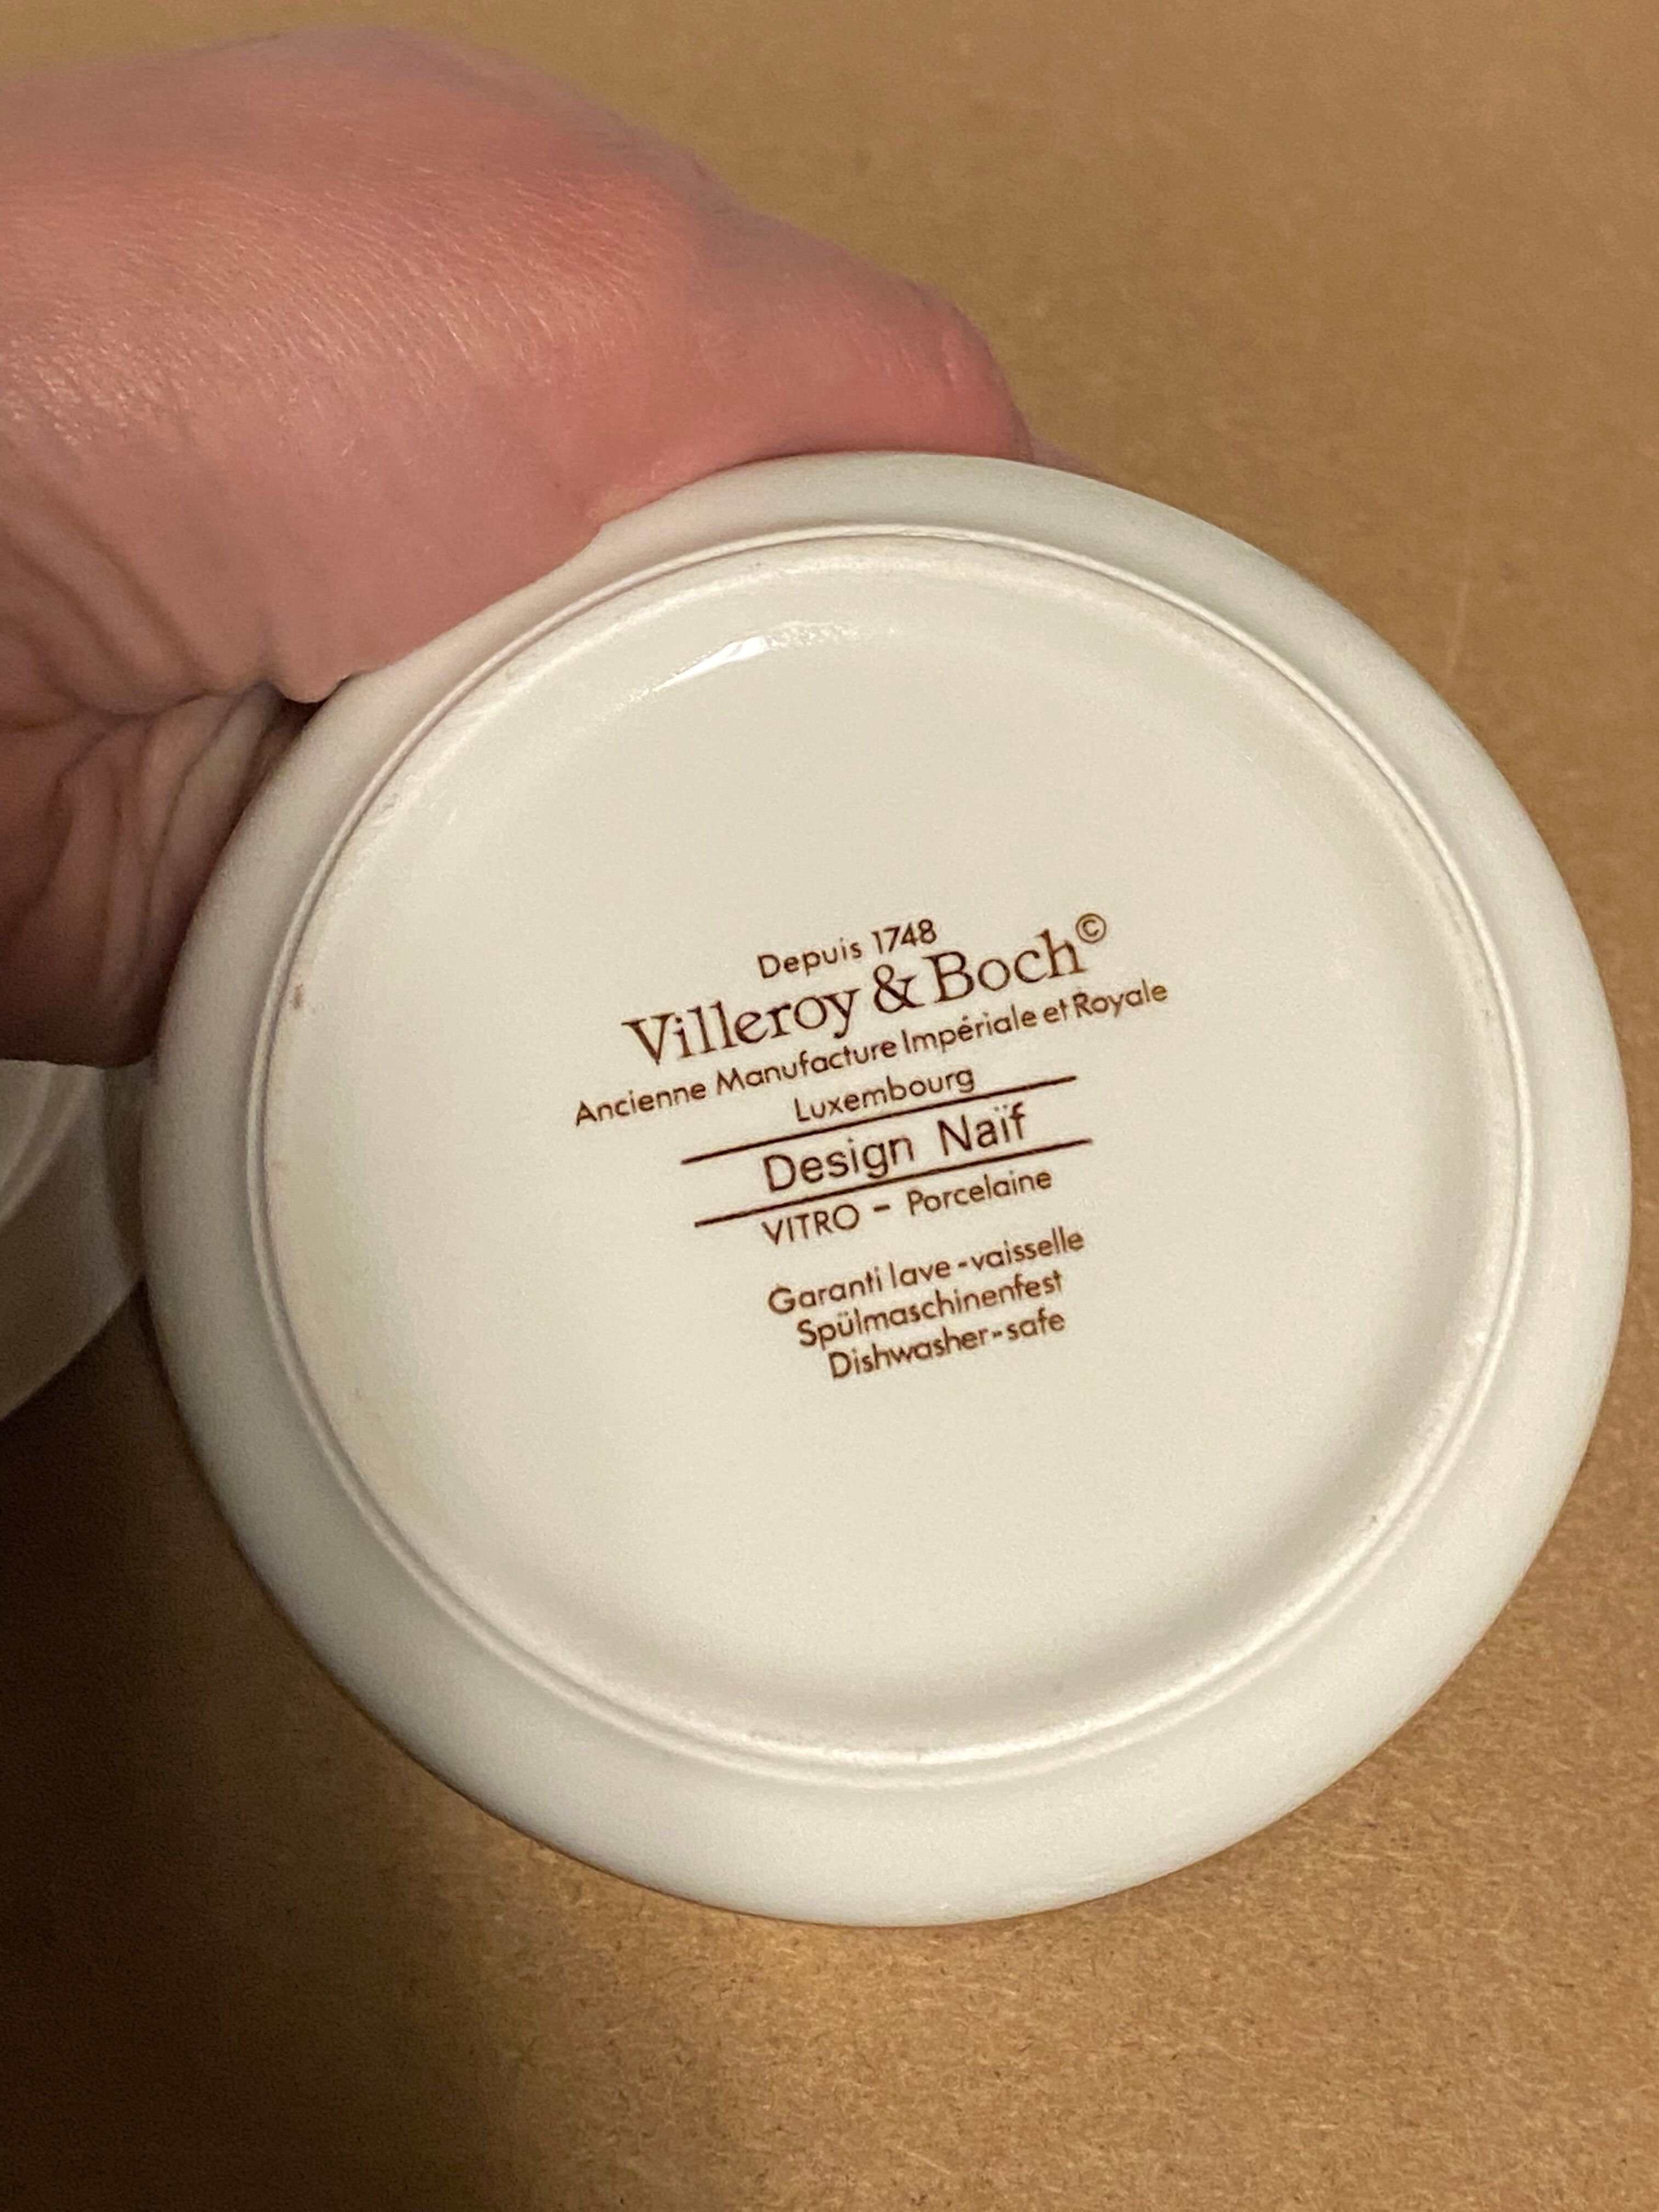 Depuis 1748
Villeroy & Boch©
Ancienne Manufacture Impériale et Royale
Luxembourg
Design Naïf
VITRO - Porcelaine
Garanti lave-vaisselle
Spülmaschinenfest
Dishwasher-safe